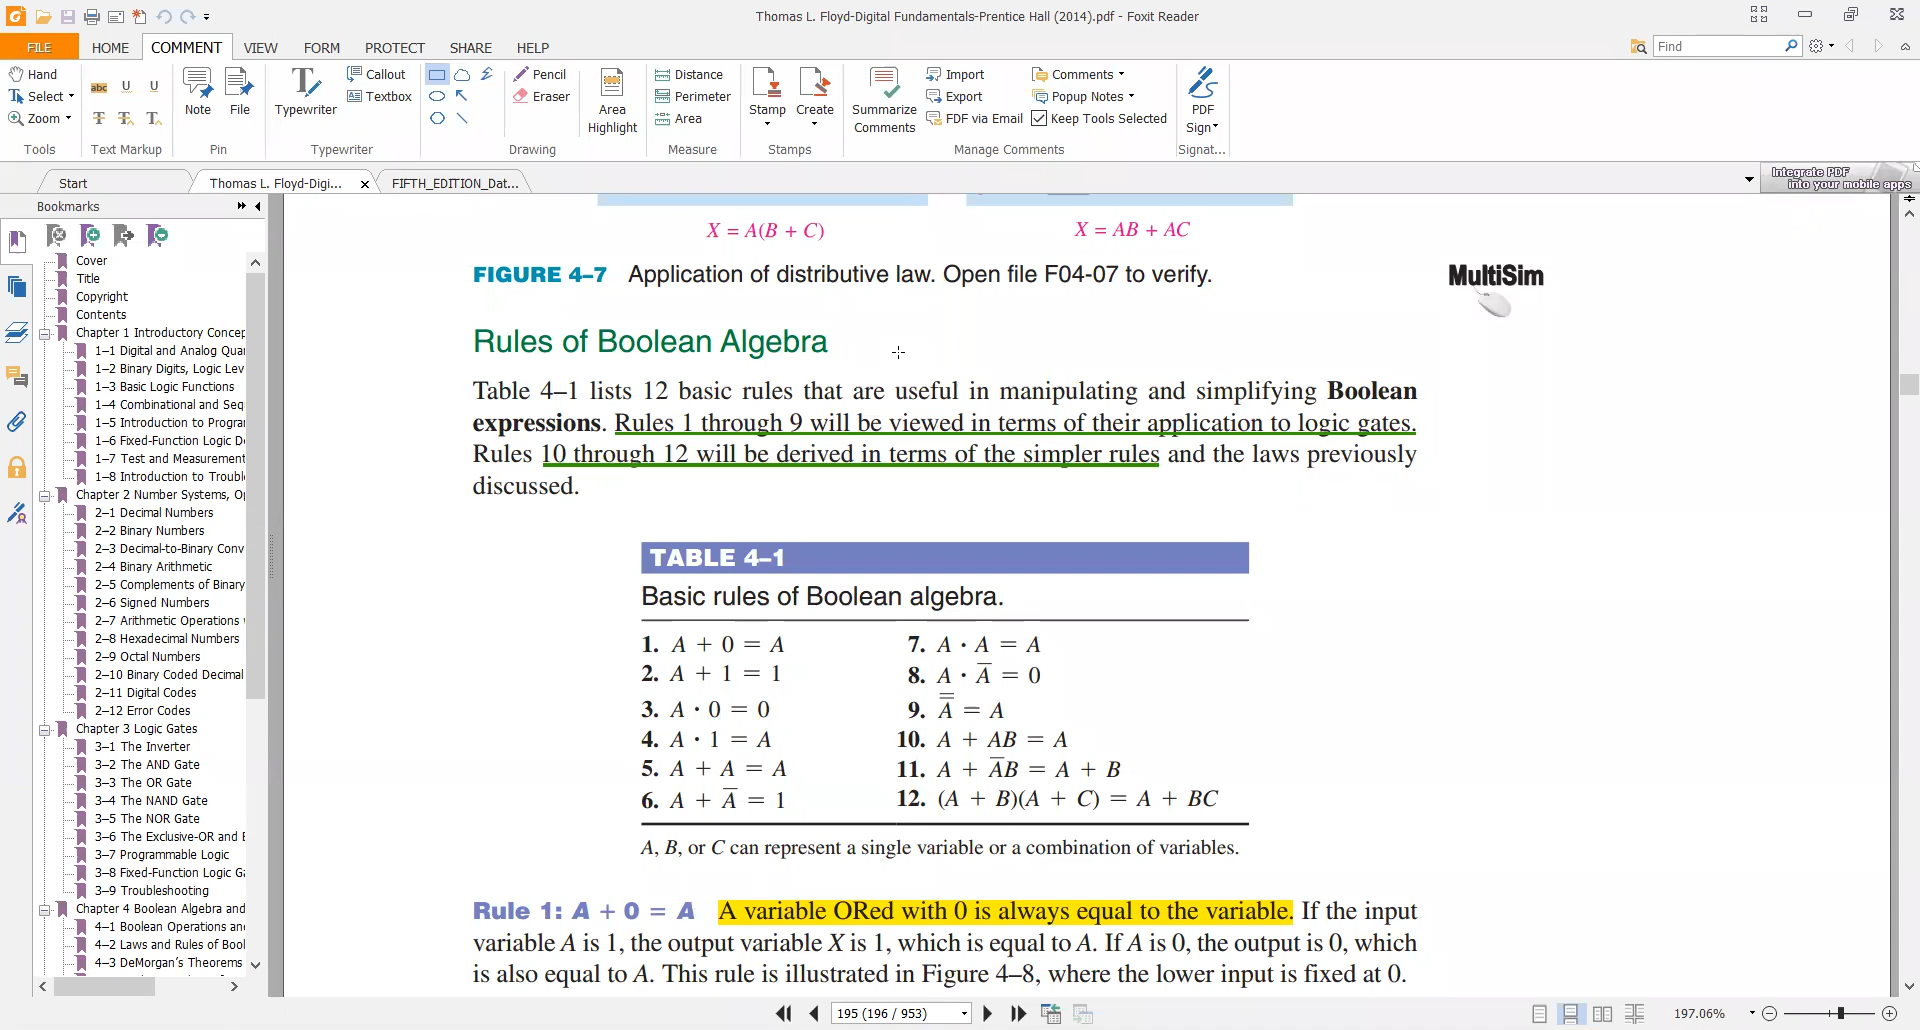 Thomas L. Floyd-Digital Fundamentals-Prentice Hall (2014).pdf - Foxit Reader
FILE HOME COMMENT VIEW FORM PROTECT SHARE HELP Find
Hand
Select
Zoom
Tools
abc U U
T T T
Text Markup
Note File
Pin
Typewriter
Callout
Textbox
Typewriter
Pencil
Eraser
Area
Highlight
Drawing
Distance
Perimeter
Area
Measure
Stamp Create
Stamps
Summarize
Comments
Import
Export
FDF via Email
Comments
Popup Notes
Keep Tools Selected
Manage Comments
PDF
Sign
Signat...
Start Thomas L. Floyd-Digi... FIFTH_EDITION_Dat...
Integrate PDF
into your mobile apps
Bookmarks
Cover
Title
Copyright
Contents
Chapter 1 Introductory Concep
1–1 Digital and Analog Qua
1–2 Binary Digits, Logic Lev
1–3 Basic Logic Functions
1–4 Combinational and Seq
1–5 Introduction to Progra
1–6 Fixed-Function Logic D
1–7 Test and Measurement
1–8 Introduction to Troubl
Chapter 2 Number Systems, O
2–1 Decimal Numbers
2–2 Binary Numbers
2–3 Decimal-to-Binary Conv
2–4 Binary Arithmetic
2–5 Complements of Binary
2–6 Signed Numbers
2–7 Arithmetic Operations
2–8 Hexadecimal Numbers
2–9 Octal Numbers
2–10 Binary Coded Decimal
2–11 Digital Codes
2–12 Error Codes
Chapter 3 Logic Gates
3–1 The Inverter
3–2 The AND Gate
3–3 The OR Gate
3–4 The NAND Gate
3–5 The NOR Gate
3–6 The Exclusive-OR and E
3–7 Programmable Logic
3–8 Fixed-Function Logic Ga
3–9 Troubleshooting
Chapter 4 Boolean Algebra and
4–1 Boolean Operations an
4–2 Laws and Rules of Bool
4–3 DeMorgan's Theorems
X = A(B + C) X = AB + AC
FIGURE 4–7 Application of distributive law. Open file F04-07 to verify.
MultiSim
Rules of Boolean Algebra
Table 4–1 lists 12 basic rules that are useful in manipulating and simplifying Boolean
expressions. Rules 1 through 9 will be viewed in terms of their application to logic gates.
Rules 10 through 12 will be derived in terms of the simpler rules and the laws previously
discussed.
TABLE 4–1
Basic rules of Boolean algebra.
1. A + 0 = A 7. A · A = A
2. A + 1 = 1 8. A · A̅ = 0
3. A · 0 = 0 9. A̿ = A
4. A · 1 = A 10. A + AB = A
5. A + A = A 11. A + A̅B = A + B
6. A + A̅ = 1 12. (A + B)(A + C) = A + BC
A, B, or C can represent a single variable or a combination of variables.
Rule 1: A + 0 = A A variable ORed with 0 is always equal to the variable. If the input
variable A is 1, the output variable X is 1, which is equal to A. If A is 0, the output is 0, which
is also equal to A. This rule is illustrated in Figure 4–8, where the lower input is fixed at 0.
195 (196 / 953)
197.06%